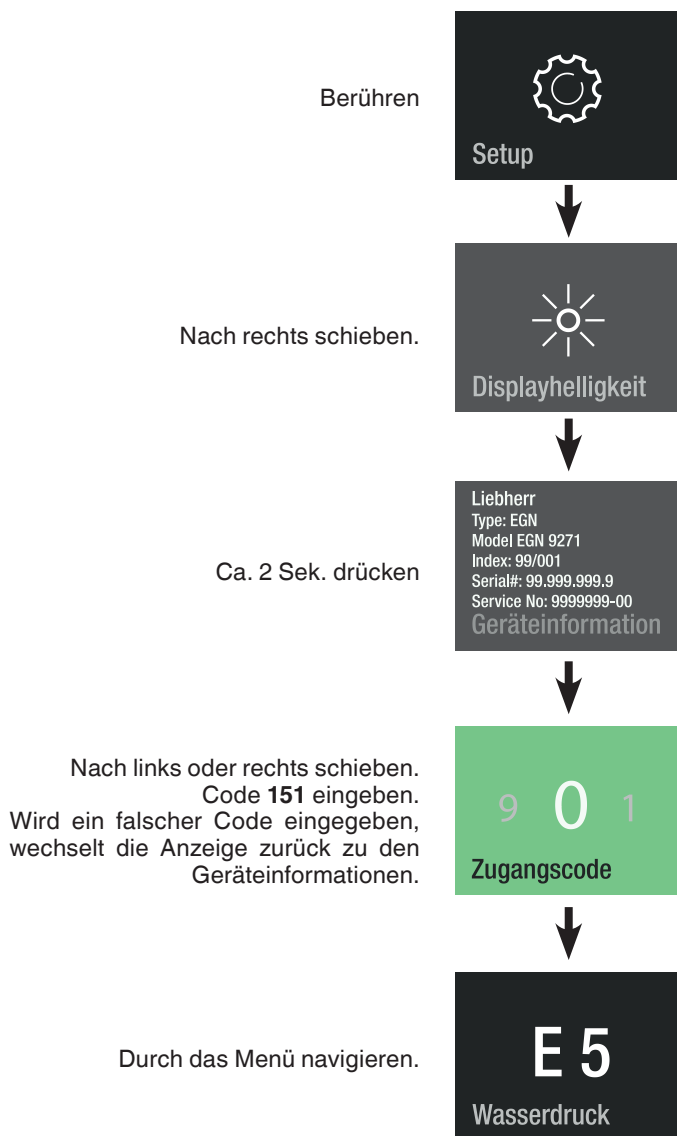 Berühren
Setup
Nach rechts schieben.
Displayhelligkeit
Ca. 2 Sek. drücken
Liebherr
Type: EGN
Model EGN 9271
Index: 99/001
Serial#: 99.999.999.9
Service No: 9999999-00
Geräteinformation
Nach links oder rechts schieben.
Code 151 eingeben.
Wird ein falscher Code eingegeben,
wechselt die Anzeige zurück zu den
Geräteinformationen.
9 0 1
Zugangscode
Durch das Menü navigieren.
E 5
Wasserdruck